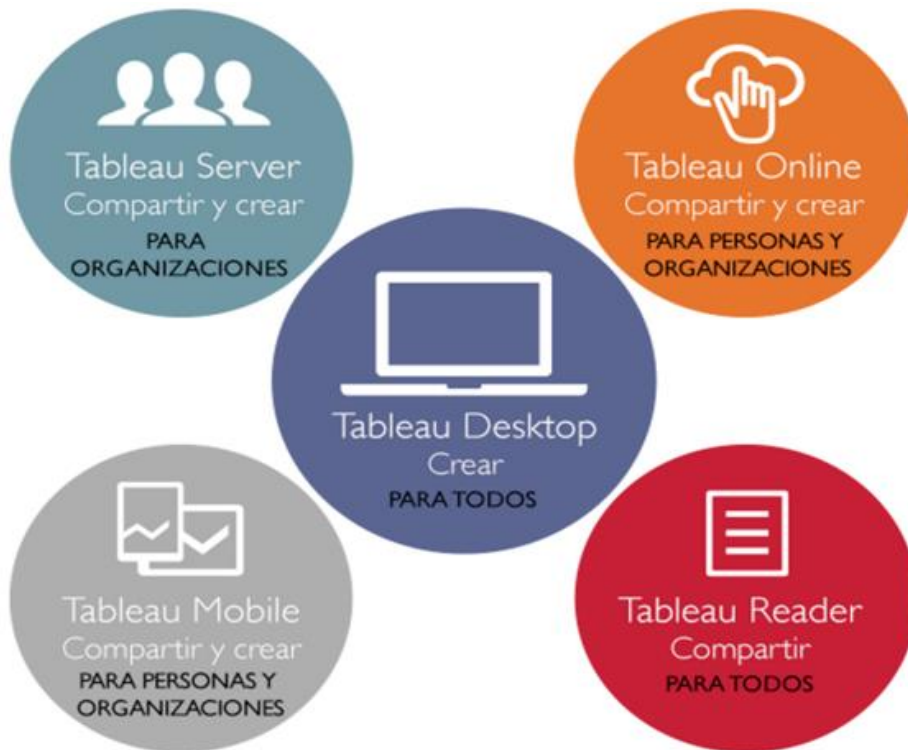 Tableau Server
Compartir y crear
PARA
ORGANIZACIONES
Tableau Online
Compartir y crear
PARA PERSONAS Y
ORGANIZACIONES
Tableau Desktop
Crear
PARA TODOS
Tableau Mobile
Compartir y crear
PARA PERSONAS Y
ORGANIZACIONES
Tableau Reader
Compartir
PARA TODOS